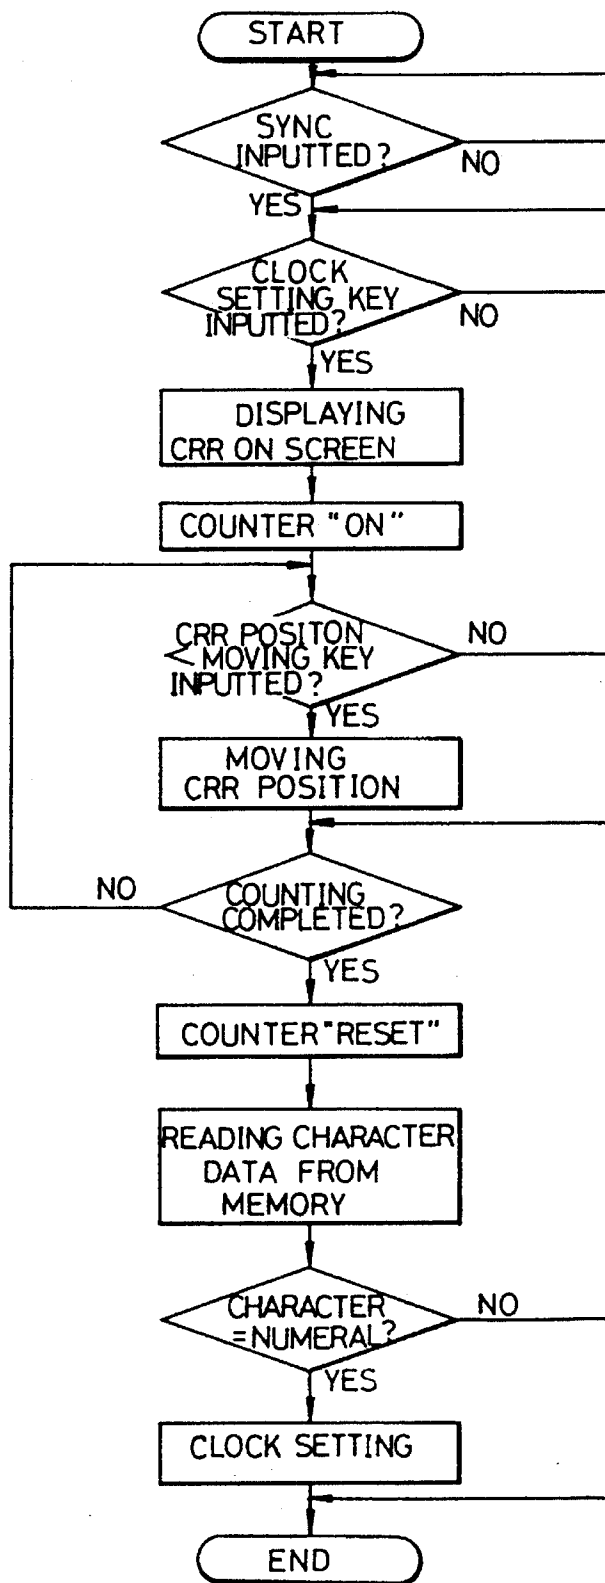 START
SYNC
INPUTTED?
NO
YES
CLOCK
SETTING KEY
INPUTTED?
NO
YES
DISPLAYING
CRR ON SCREEN
COUNTER "ON"
CRR POSITON
MOVING KEY
INPUTTED?
NO
YES
MOVING
CRR POSITION
NO
COUNTING
COMPLETED?
YES
COUNTER "RESET"
READING CHARACTER
DATA FROM
MEMORY
CHARACTER
=NUMERAL?
NO
YES
CLOCK SETTING
END